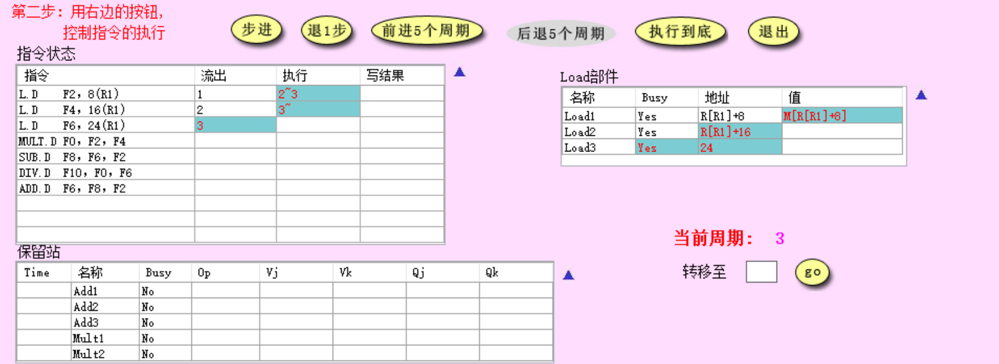 第二步：用右边的按钮，
控制指令的执行
步进 退1步 前进5个周期 后退5个周期 执行到底 退出
指令状态
指令 流出 执行 写结果
L.D F2，8(R1) 1 2~3
L.D F4，16(R1) 2 3~
L.D F6，24(R1) 3
MULT.D F0，F2，F4
SUB.D F8，F6，F2
DIV.D F10，F0，F6
ADD.D F6，F8，F2
Load部件
名称 Busy 地址 值
Load1 Yes R[R1]+8 M[R[R1]+8]
Load2 Yes R[R1]+16
Load3 Yes 24
当前周期： 3
转移至 go
保留站
Time 名称 Busy Op Vj Vk Qj Qk
Add1 No
Add2 No
Add3 No
Mult1 No
Mult2 No